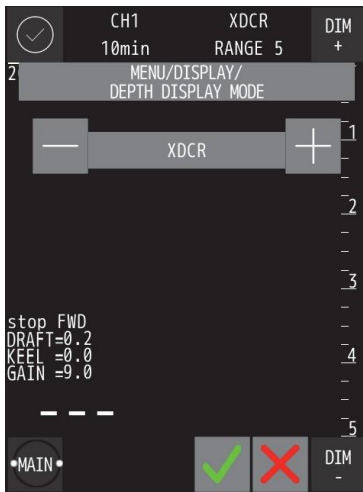 CH1
10min
XDCR
RANGE 5
DIM
+
2
MENU/DISPLAY/
DEPTH DISPLAY MODE
—
XDCR
+
1
2
3
stop FWD
DRAFT=0.2
KEEL =0.0
GAIN =9.0
4
– – –
5
•MAIN•
DIM
-